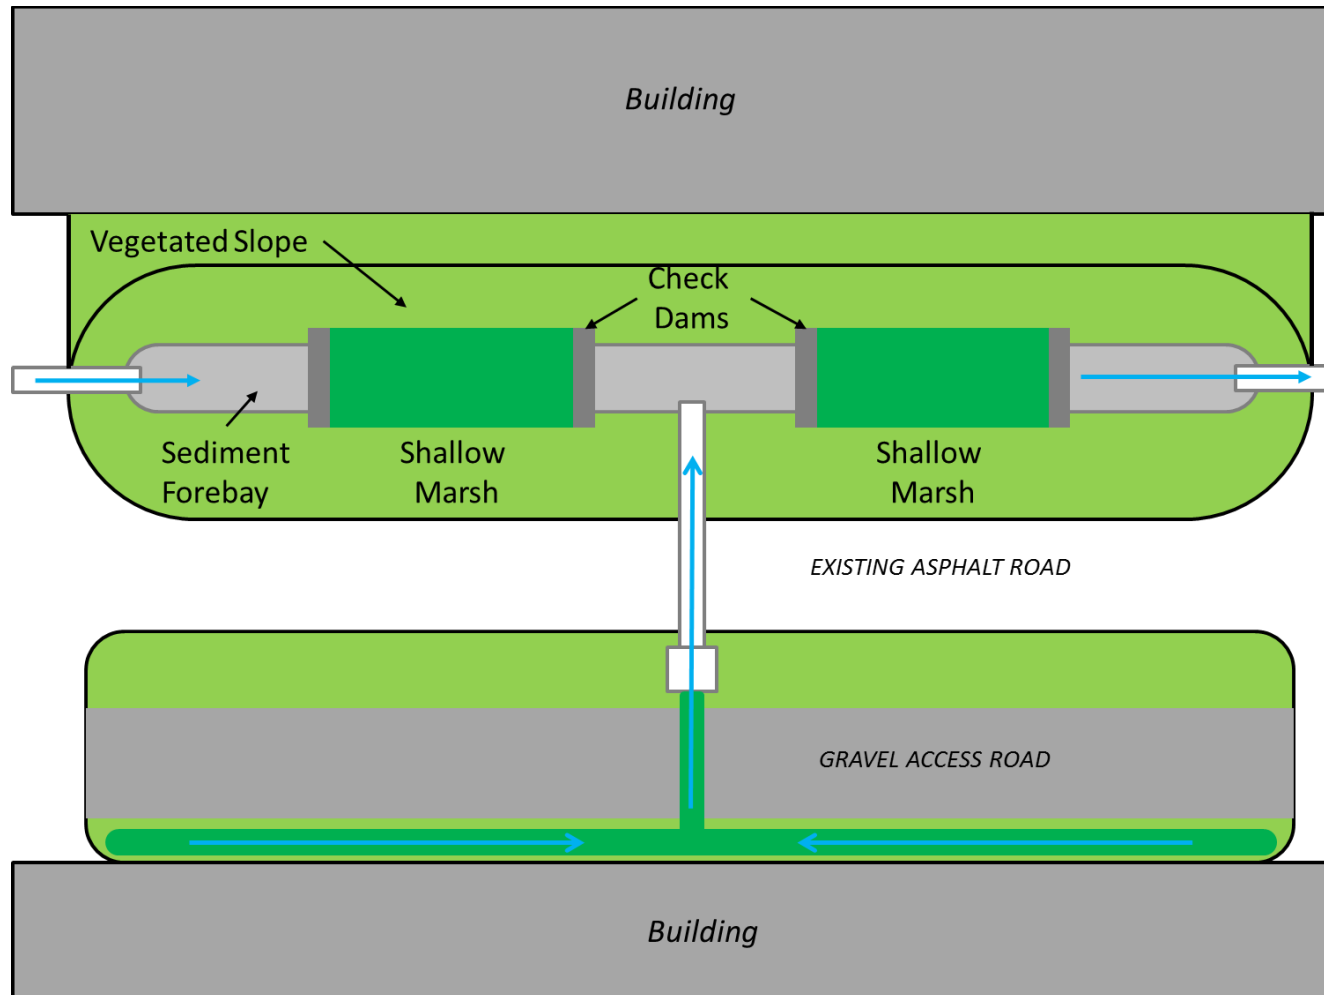 Building
Vegetated Slope
Check
Dams
Sediment
Forebay
Shallow
Marsh
Shallow
Marsh
EXISTING ASPHALT ROAD
GRAVEL ACCESS ROAD
Building